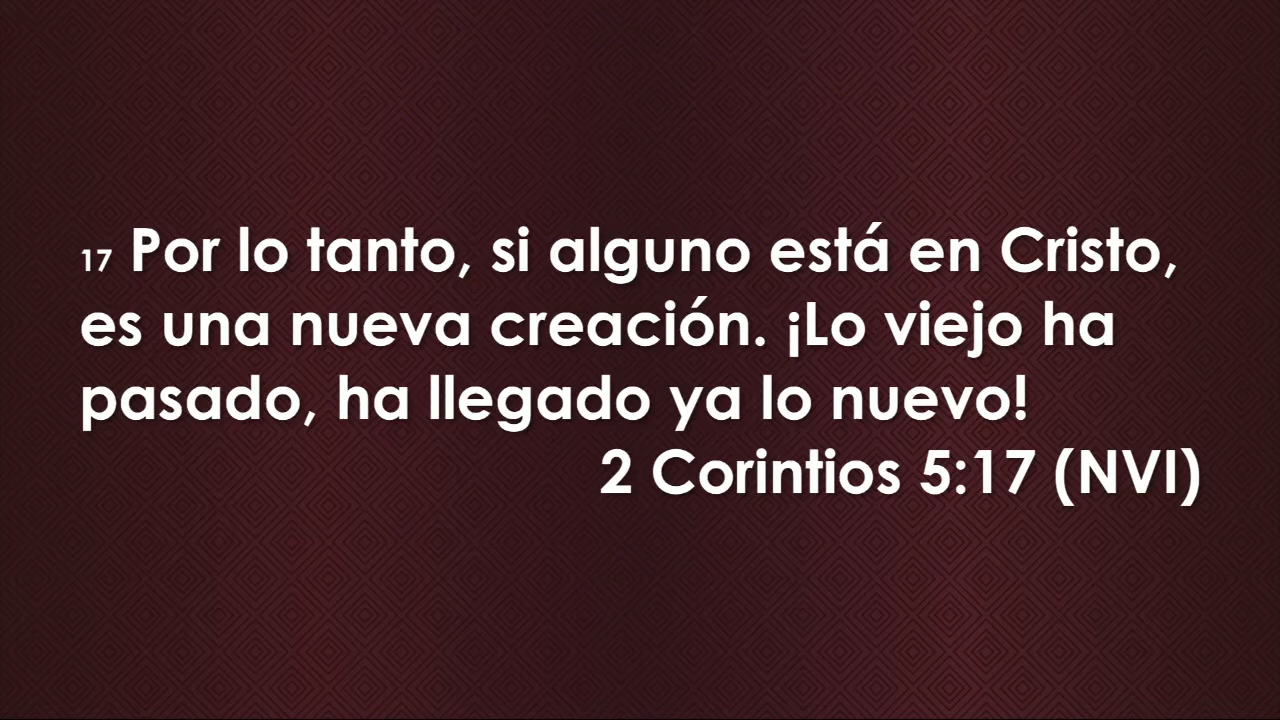 17 Por lo tanto, si alguno está en Cristo,
es una nueva creación. ¡Lo viejo ha
pasado, ha llegado ya lo nuevo!
2 Corintios 5:17 (NVI)